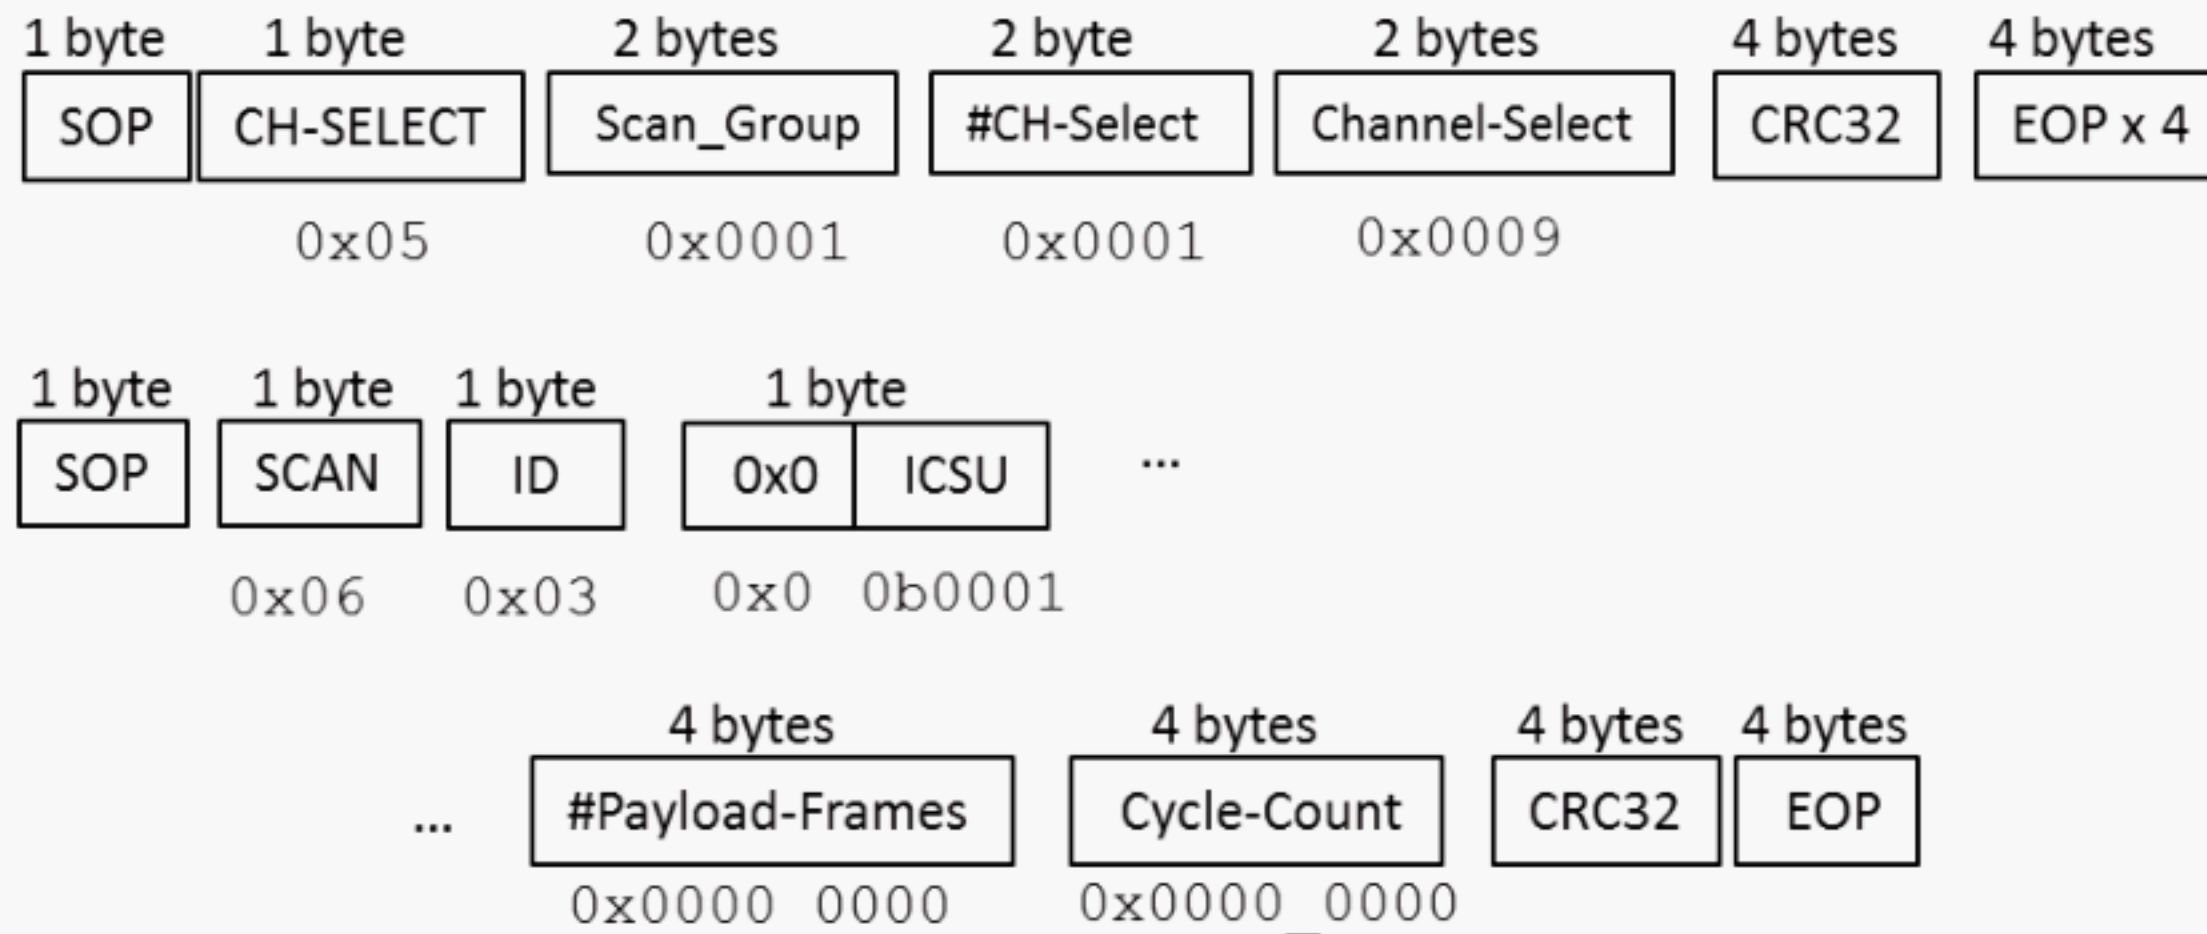 1 byte 1 byte 2 bytes 2 byte 2 bytes 4 bytes 4 bytes
SOP CH-SELECT Scan_Group #CH-Select Channel-Select CRC32 EOP x 4
0x05 0x0001 0x0001 0x0009
1 byte 1 byte 1 byte 1 byte
SOP SCAN ID 0x0 ICSU ...
0x06 0x03 0x0 0b0001
4 bytes 4 bytes 4 bytes 4 bytes
... #Payload-Frames Cycle-Count CRC32 EOP
0x0000 0000 0x0000_0000